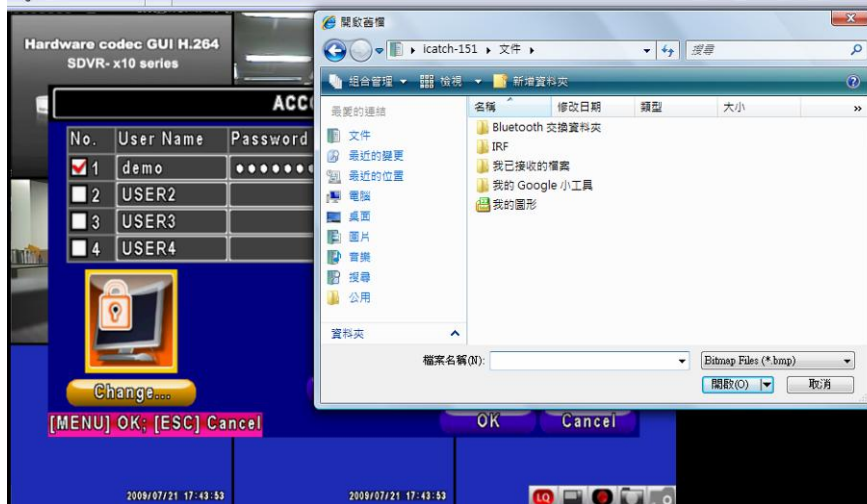 Hardware codec GUI H.264
SDVR- x10 series
No. User Name Password
1 demo ●●●●●●
2 USER2
3 USER3
4 USER4
Change...
[MENU] OK; [ESC] Cancel
OK Cancel
2009/07/21 17:43:53
2009/07/21 17:43:53
LQ
開啟舊檔
icatch-151 ▸ 文件 ▸
搜尋
組合管理 檢視 新增資料夾
最愛的連結
文件
最近的變更
最近的位置
電腦
桌面
圖片
音樂
搜尋
公用
資料夾
名稱 修改日期 類型 大小 »
Bluetooth 交換資料夾
IRF
我已接收的檔案
我的 Google 小工具
我的圖形
檔案名稱(N):
Bitmap Files (*.bmp)
開啟(O) 取消